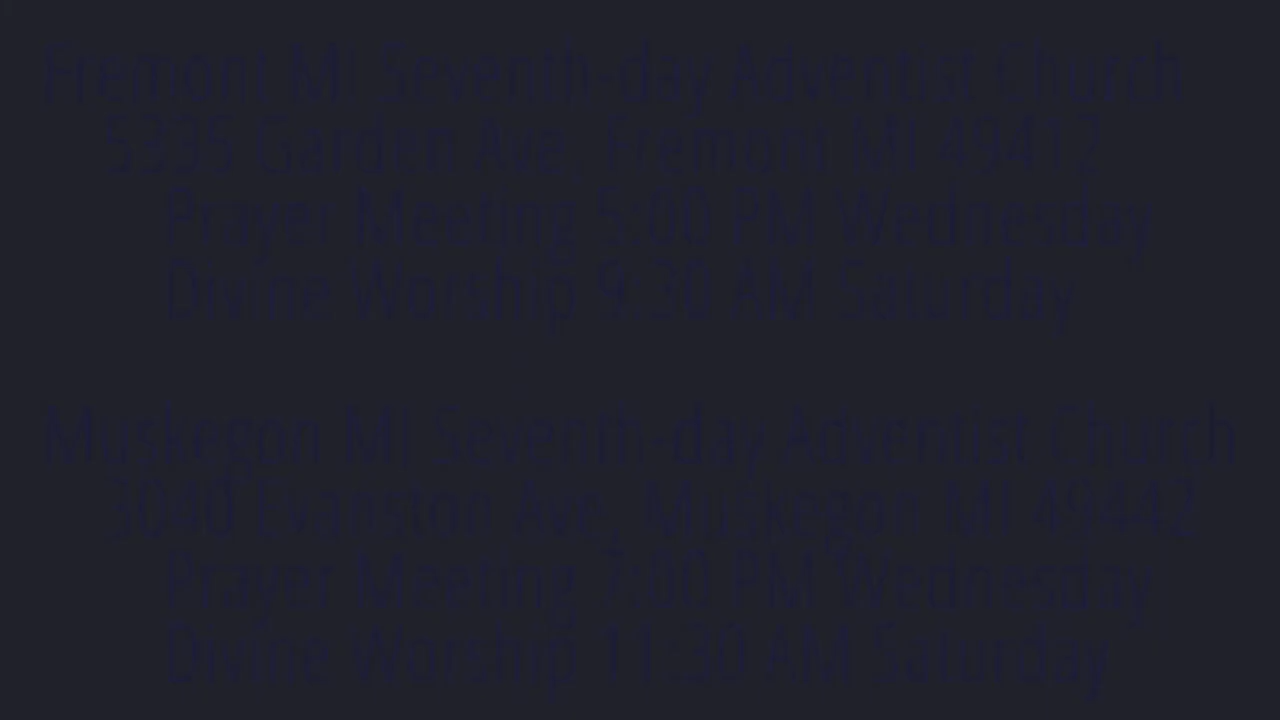 Fremont MI Seventh-day Adventist Church
5335 Garden Ave, Fremont MI 49412
Prayer Meeting 5:00 PM Wednesday
Divine Worship 9:30 AM Saturday
Muskegon MI Seventh-day Adventist Church
3040 Evanston Ave, Muskegon MI 49442
Prayer Meeting 7:00 PM Wednesday
Divine Worship 11:30 AM Saturday